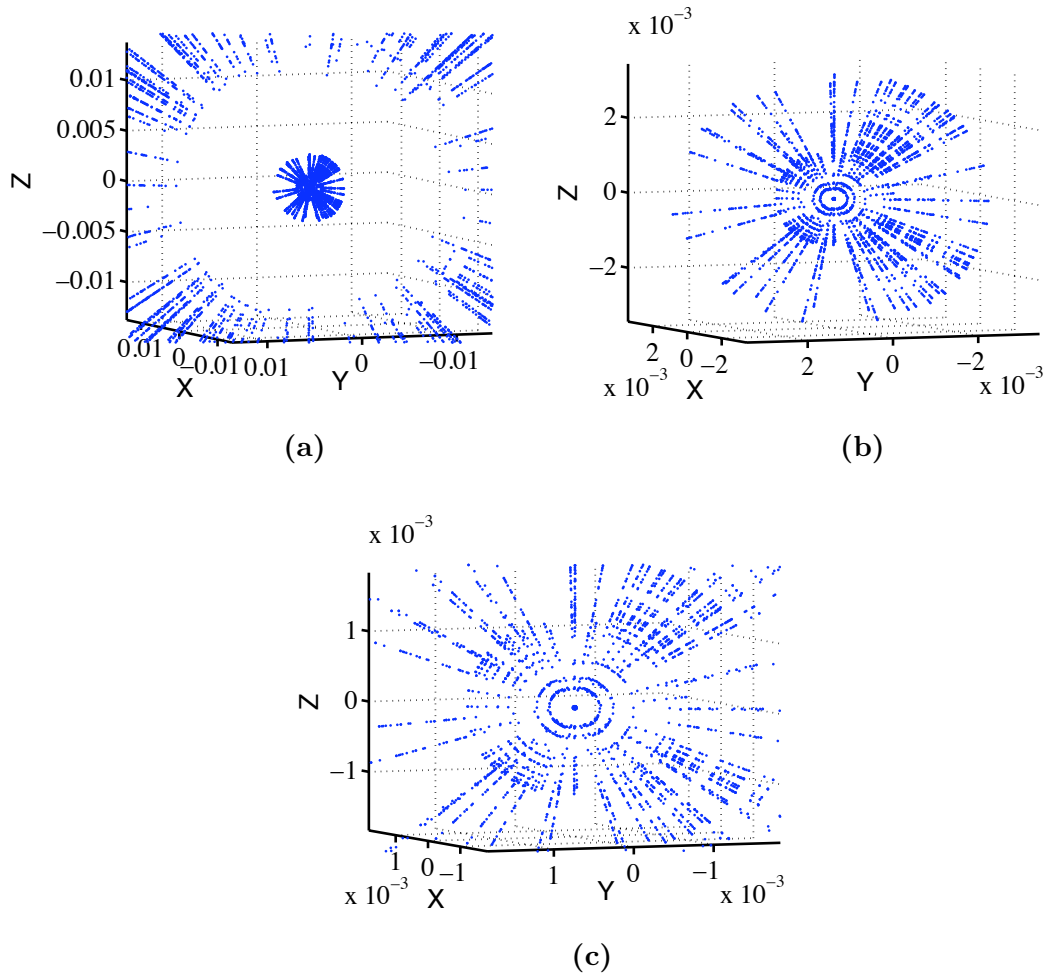 0.01
0.005
0
−0.005
−0.01
Z
0.01 0 −0.01 0.01 0 −0.01
X Y
(a)
x 10−3
2
0
−2
Z
2 0 −2 2 0 −2
x 10−3 X Y x 10−3
(b)
x 10−3
1
0
−1
Z
1 0 −1 1 0 −1
x 10−3 X Y x 10−3
(c)